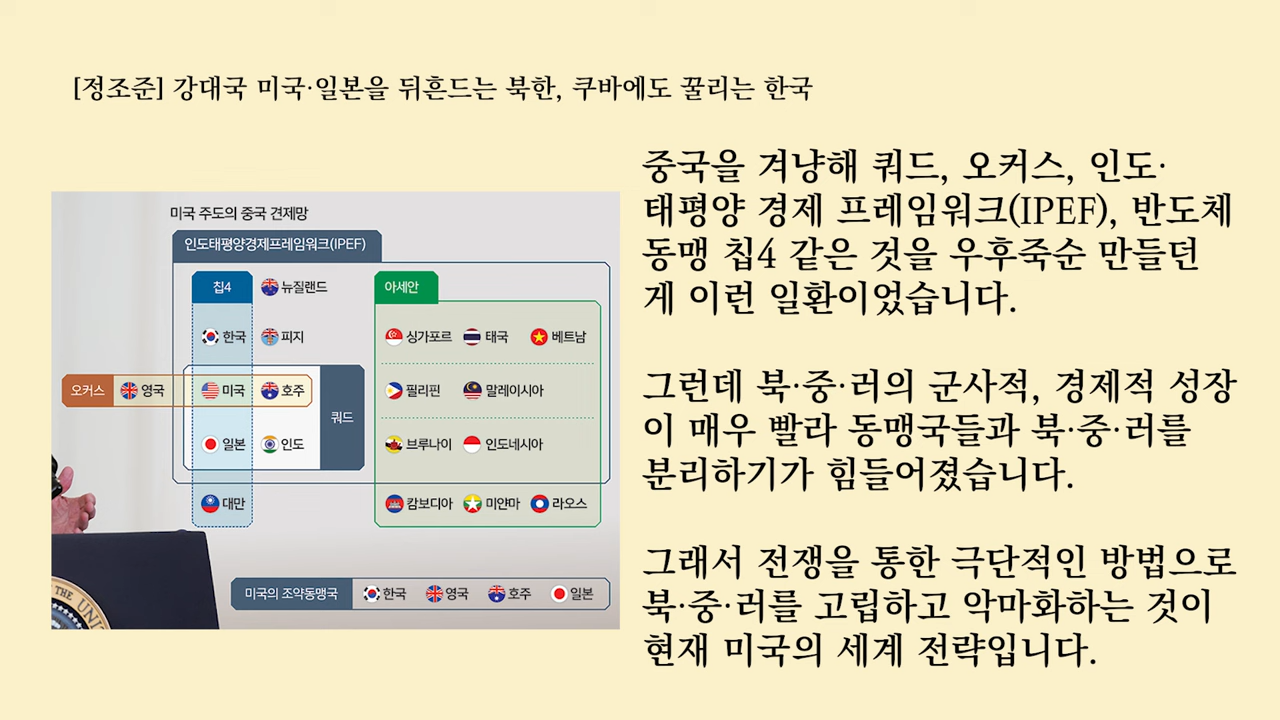 [정조준] 강대국 미국·일본을 뒤흔드는 북한, 쿠바에도 꿀리는 한국
미국 주도의 중국 견제망
인도태평양경제프레임워크(IPEF)
칩4
뉴질랜드
아세안
한국
피지
싱가포르
태국
베트남
오커스
영국
미국
호주
쿼드
필리핀
말레이시아
일본
인도
브루나이
인도네시아
대만
캄보디아
미얀마
라오스
미국의 조약동맹국
한국
영국
호주
일본
THE UNI
중국을 겨냥해 쿼드, 오커스, 인도·
태평양 경제 프레임워크(IPEF), 반도체
동맹 칩4 같은 것을 우후죽순 만들던
게 이런 일환이었습니다.
그런데 북·중·러의 군사적, 경제적 성장
이 매우 빨라 동맹국들과 북·중·러를
분리하기가 힘들어졌습니다.
그래서 전쟁을 통한 극단적인 방법으로
북·중·러를 고립하고 악마화하는 것이
현재 미국의 세계 전략입니다.